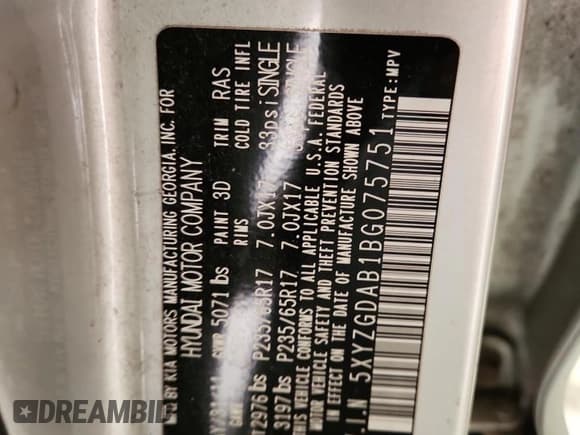 MFD BY KIA MOTORS MANUFACTURING GEORGIA, INC. FOR
HYUNDAI MOTOR COMPANY
GVWR 5071 lbs PAINT 3D TRIM RAS
RIMS COLD TIRE INFL
2976 lbs P235/65R17 7.0JX17 33psi SINGLE
3197 lbs P235/65R17 7.0JX17 SINGLE
THIS VEHICLE CONFORMS TO ALL APPLICABLE U.S.A. FEDERAL
MOTOR VEHICLE SAFETY AND THEFT PREVENTION STANDARDS
IN EFFECT ON THE DATE OF MANUFACTURE SHOWN ABOVE
V.I.N 5XYZGDAB1BG075751 TYPE:MPV
DREAMBID